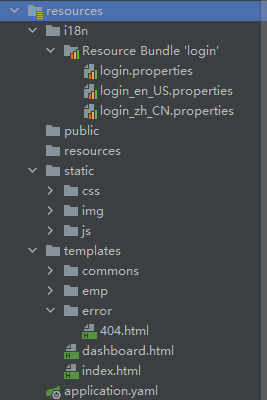 resources
i18n
Resource Bundle 'login'
login.properties
login_en_US.properties
login_zh_CN.properties
public
resources
static
css
img
js
templates
commons
emp
error
404.html
dashboard.html
index.html
application.yaml